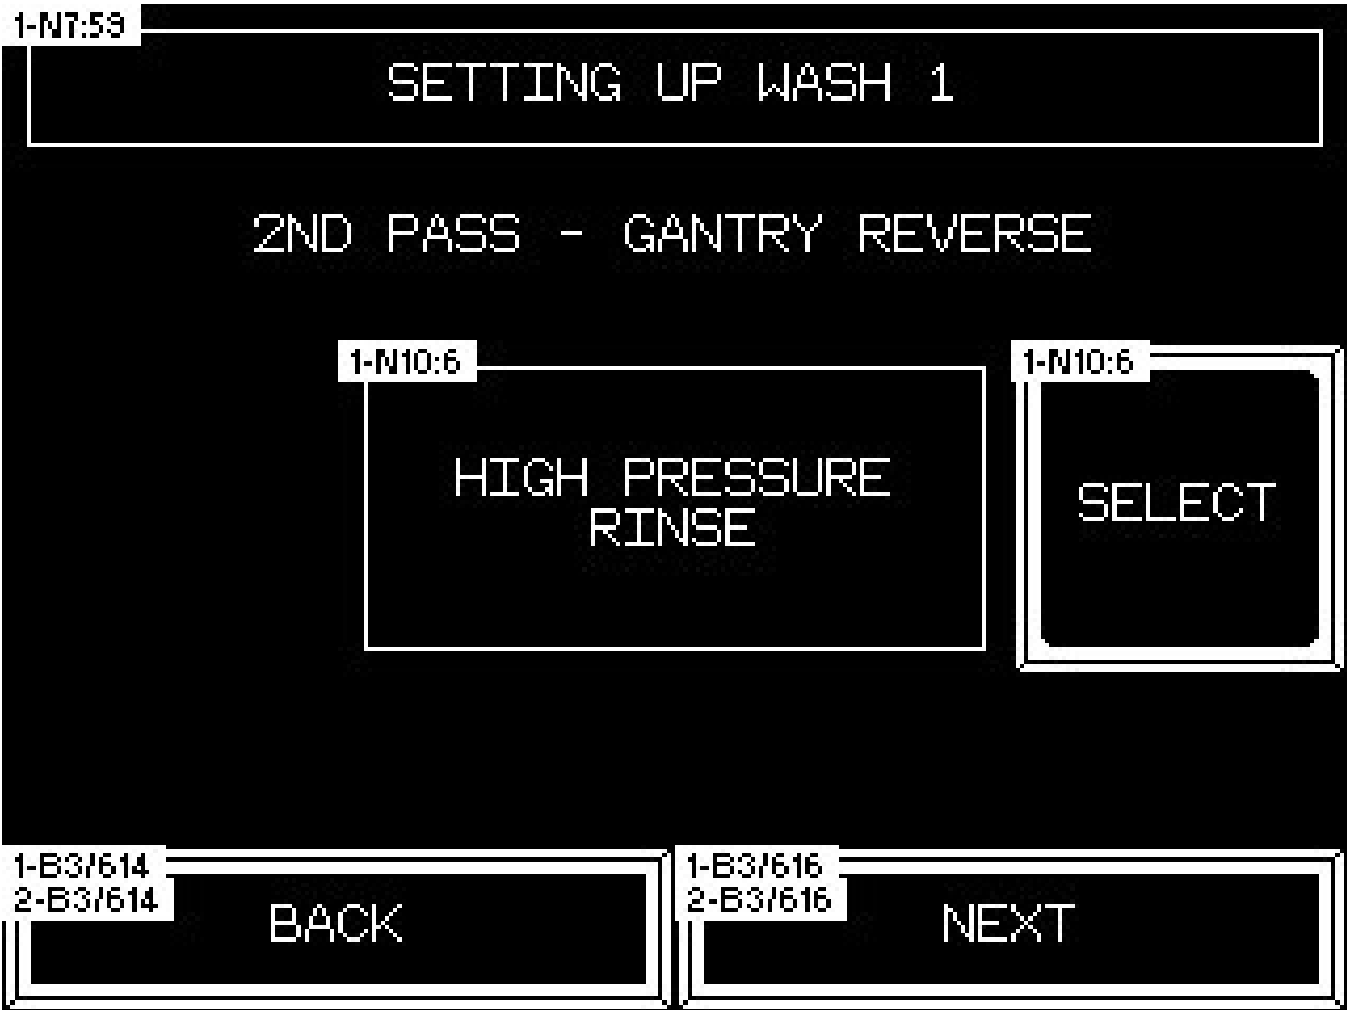 1-N7:59
SETTING UP WASH 1
2ND PASS - GANTRY REVERSE
1-N10:6
HIGH PRESSURE
RINSE
1-N10:6
SELECT
1-B3/614
2-B3/614
BACK
1-B3/616
2-B3/616
NEXT